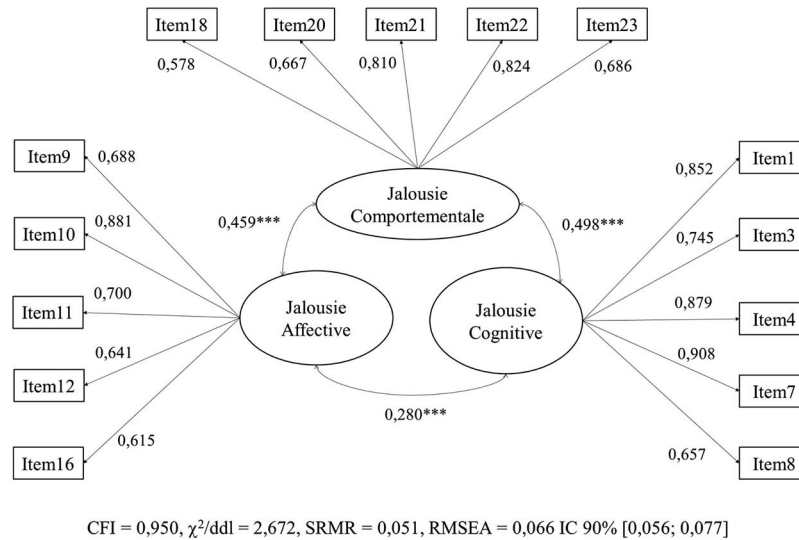 Item18
Item20
Item21
Item22
Item23
0,578
0,667
0,810
0,824
0,686
Item9
Item10
Item11
Item12
Item16
0,688
0,881
0,700
0,641
0,615
Jalousie
Comportementale
0,459***
0,498***
Jalousie
Affective
Jalousie
Cognitive
0,280***
0,852
0,745
0,879
0,908
0,657
Item1
Item3
Item4
Item7
Item8
CFI = 0,950, χ²/ddl = 2,672, SRMR = 0,051, RMSEA = 0,066 IC 90% [0,056; 0,077]